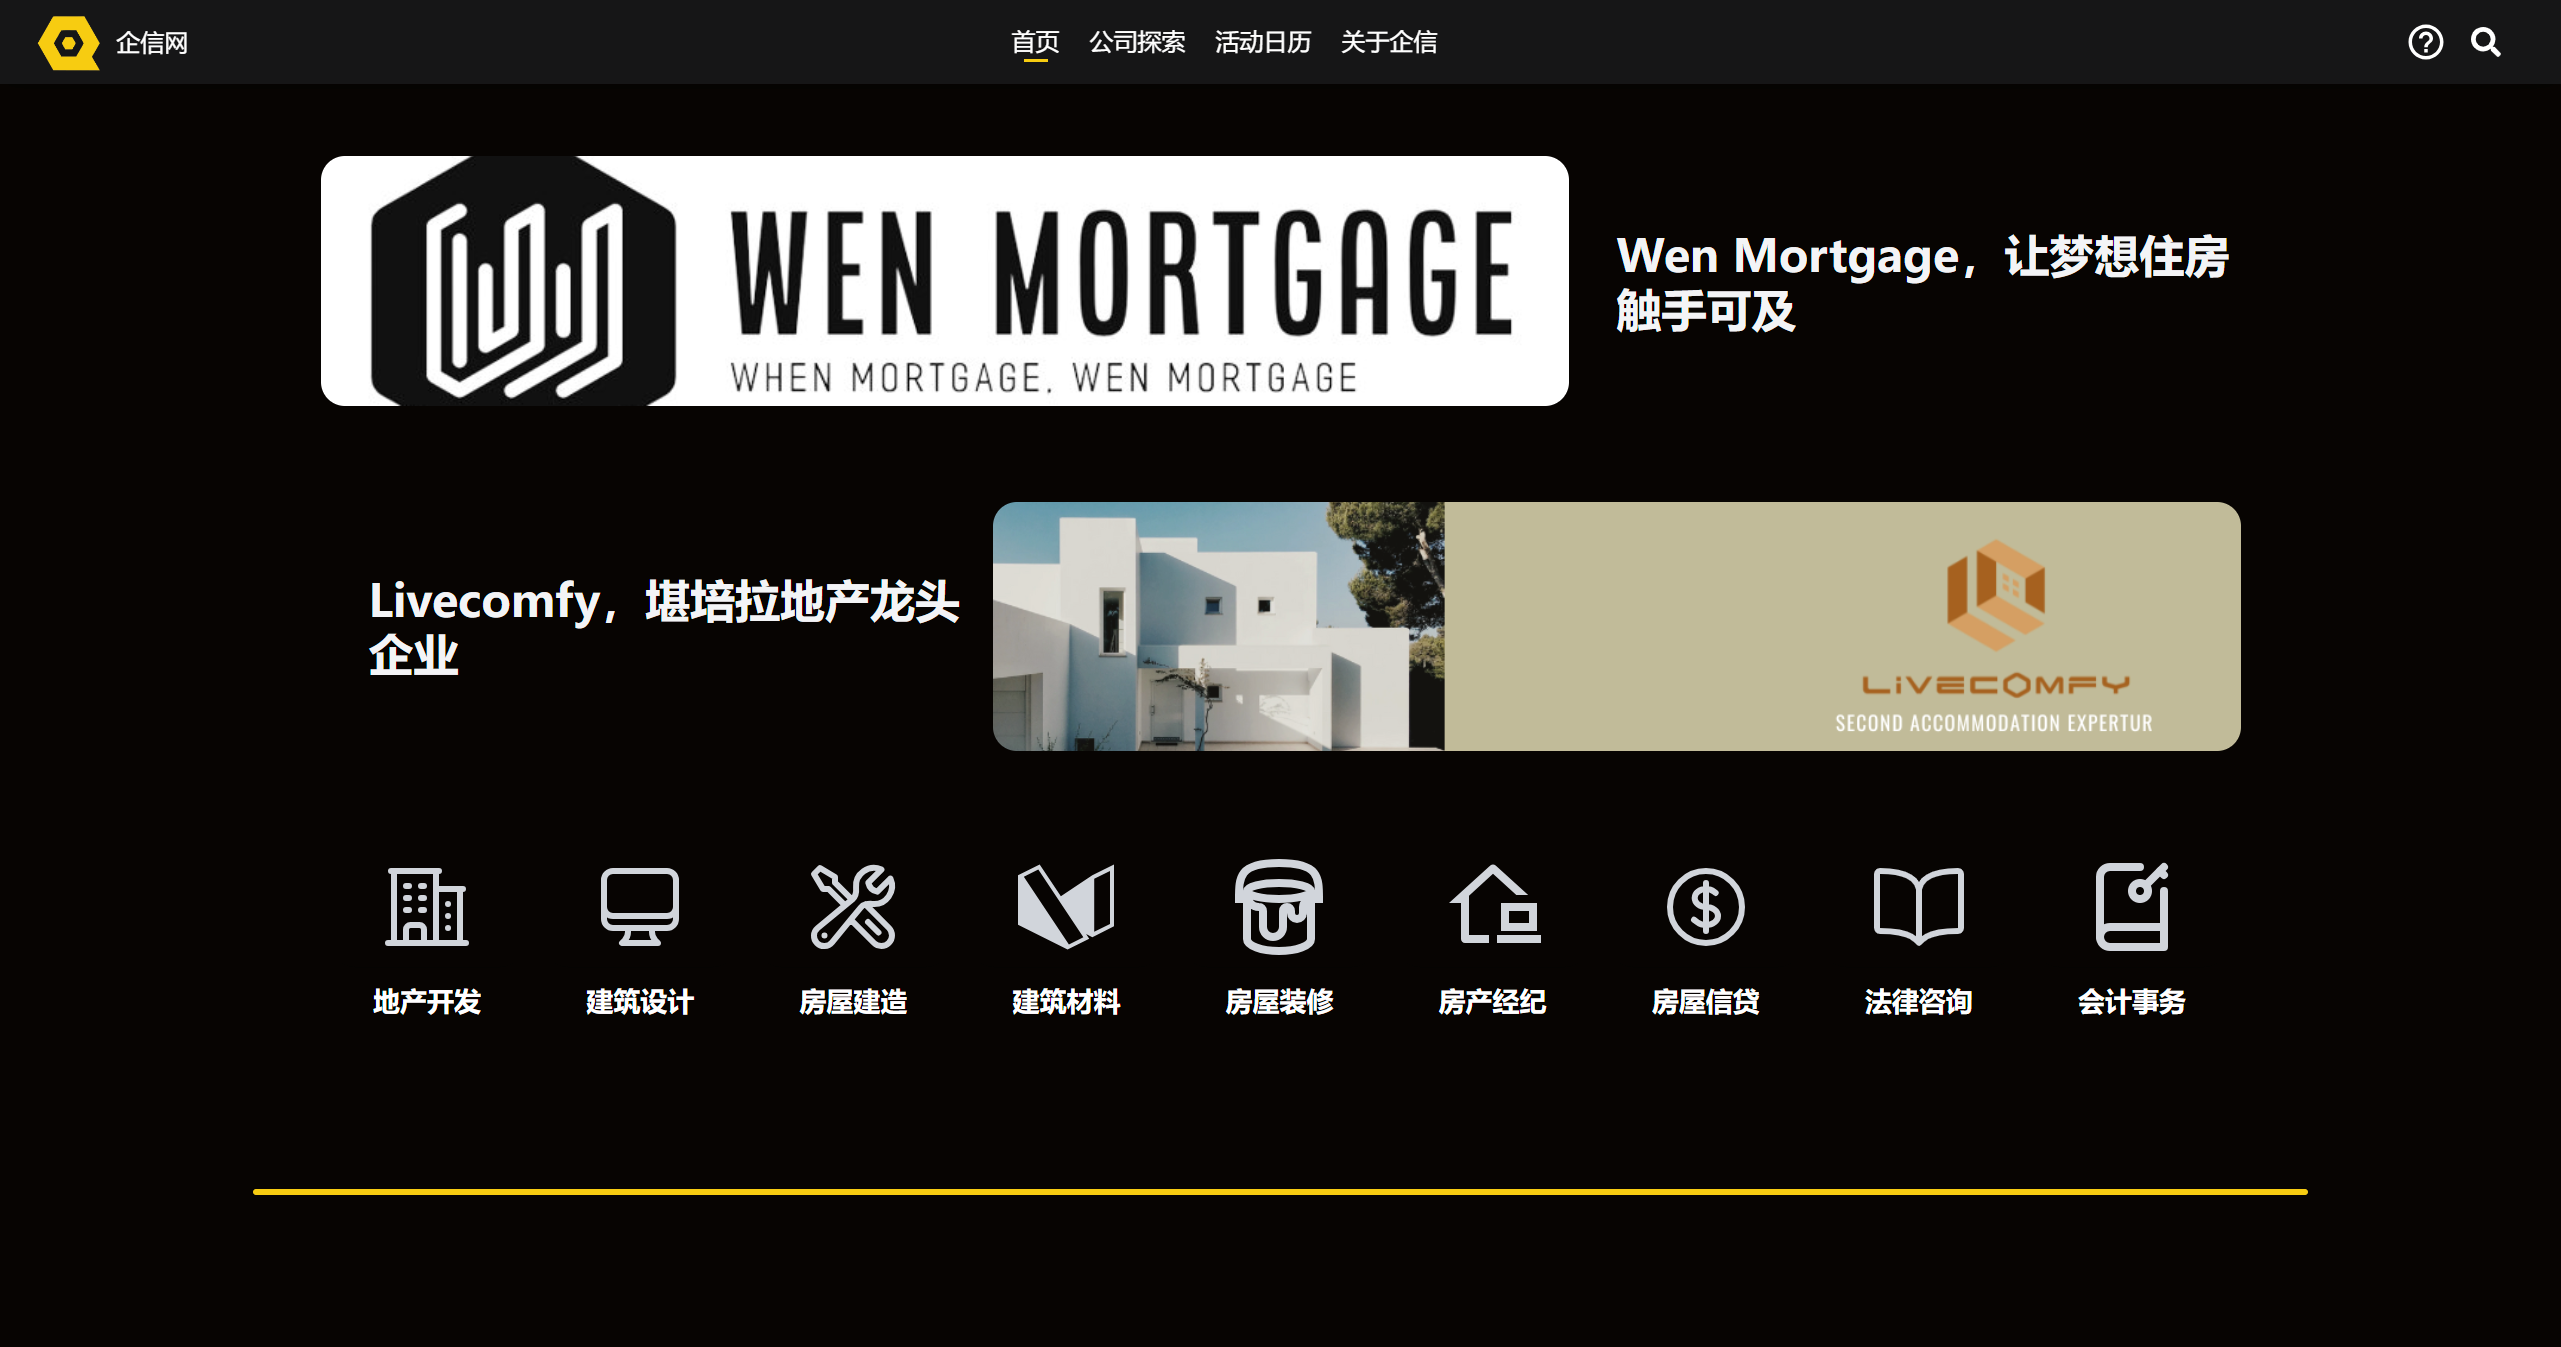 企信网
首页 公司探索 活动日历 关于企信
WEN MORTGAGE
WHEN MORTGAGE, WEN MORTGAGE
Wen Mortgage，让梦想住房
触手可及
Livecomfy，堪培拉地产龙头
企业
LIVECOMFY
SECOND ACCOMMODATION EXPERTUR
地产开发 建筑设计 房屋建造 建筑材料 房屋装修 房产经纪 房屋信贷 法律咨询 会计事务